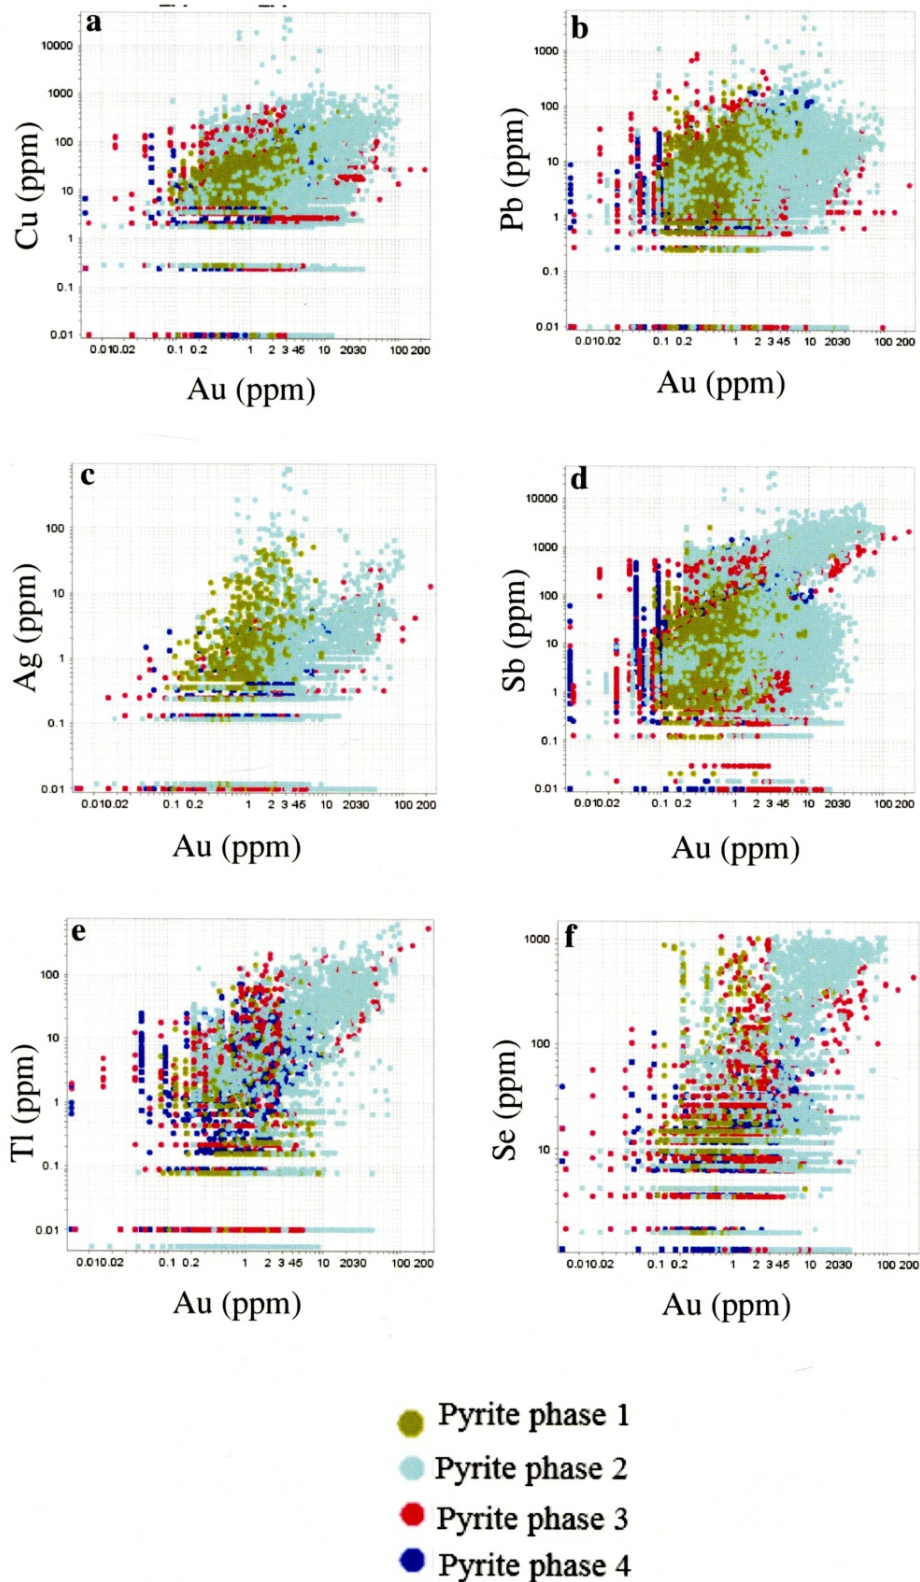 a
10000
1000
100
10
1
0.1
0.01
Cu (ppm)
0.010.02 0.1 0.2 1 2 3 45 10 2030 100 200
Au (ppm)
b
1000
100
10
1
0.1
0.01
Pb (ppm)
0.010.02 0.1 0.2 1 2 3 45 10 2030 100 200
Au (ppm)
c
100
10
1
0.1
0.01
Ag (ppm)
0.010.02 0.1 0.2 1 2 3 45 10 2030 100 200
Au (ppm)
d
10000
1000
100
10
1
0.1
0.01
Sb (ppm)
0.010.02 0.1 0.2 1 2 3 45 10 2030 100 200
Au (ppm)
e
100
10
1
0.1
0.01
Tl (ppm)
0.010.02 0.1 0.2 1 2 3 45 10 2030 100 200
Au (ppm)
f
1000
100
10
Se (ppm)
0.010.02 0.1 0.2 1 2 3 45 10 2030 100 200
Au (ppm)
Pyrite phase 1
Pyrite phase 2
Pyrite phase 3
Pyrite phase 4